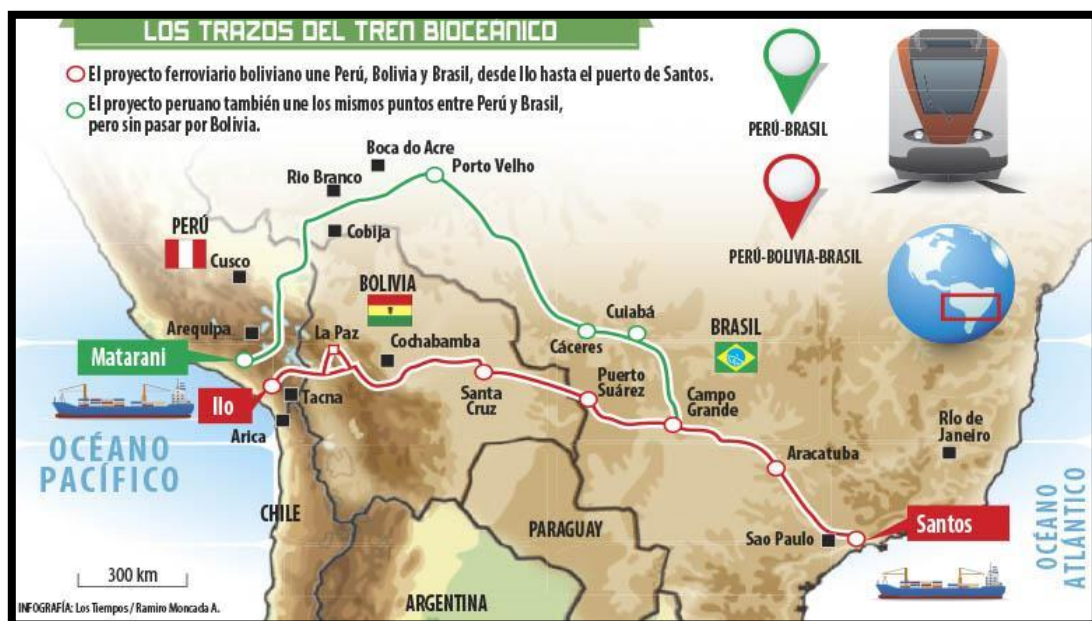 LOS TRAZOS DEL TREN BIOCEÁNICO
El proyecto ferroviario boliviano une Perú, Bolivia y Brasil, desde Ilo hasta el puerto de Santos.
El proyecto peruano también une los mismos puntos entre Perú y Brasil,
pero sin pasar por Bolivia.
PERÚ-BRASIL
PERÚ-BOLIVIA-BRASIL
Boca do Acre
Porto Velho
Rio Branco
PERÚ
Cobija
Cusco
BOLIVIA
Arequipa
La Paz
Cochabamba
Cuiabá
BRASIL
Cáceres
Matarani
Ilo
Tacna
Santa
Cruz
Puerto
Suárez
Campo
Grande
Arica
OCÉANO
PACÍFICO
Aracatuba
Río de
Janeiro
CHILE
PARAGUAY
Sao Paulo
Santos
OCÉANO
ATLÁNTICO
300 km
ARGENTINA
INFOGRAFÍA: Los Tiempos / Ramiro Moncada A.